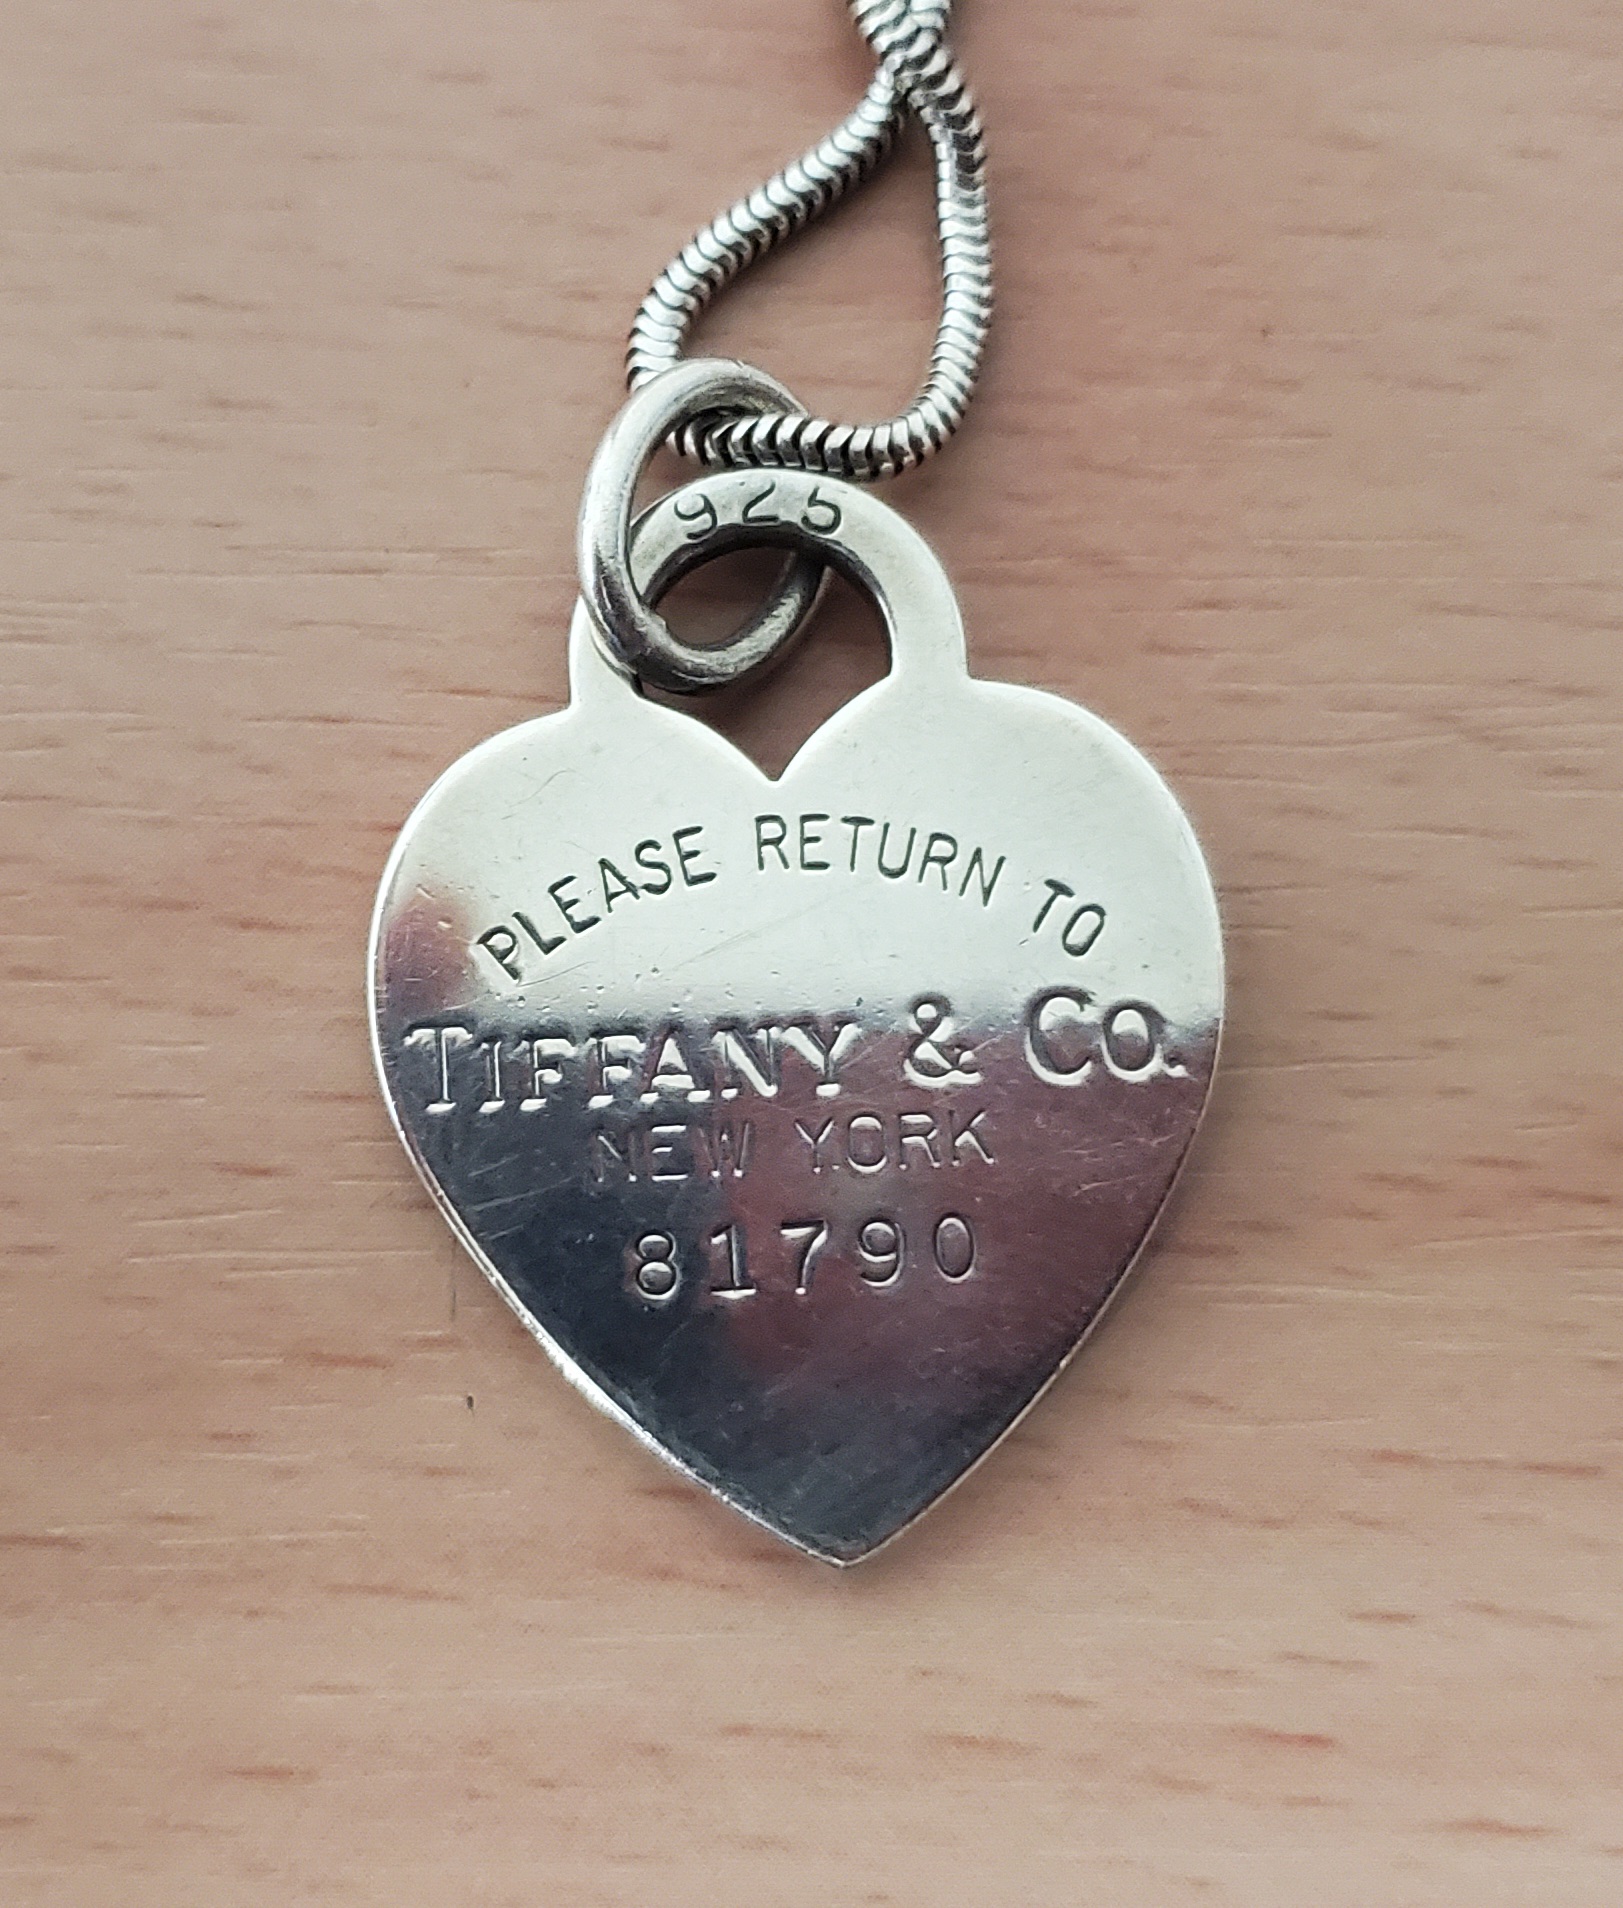 925
PLEASE RETURN TO
TIFFANY & CO.
NEW YORK
81790